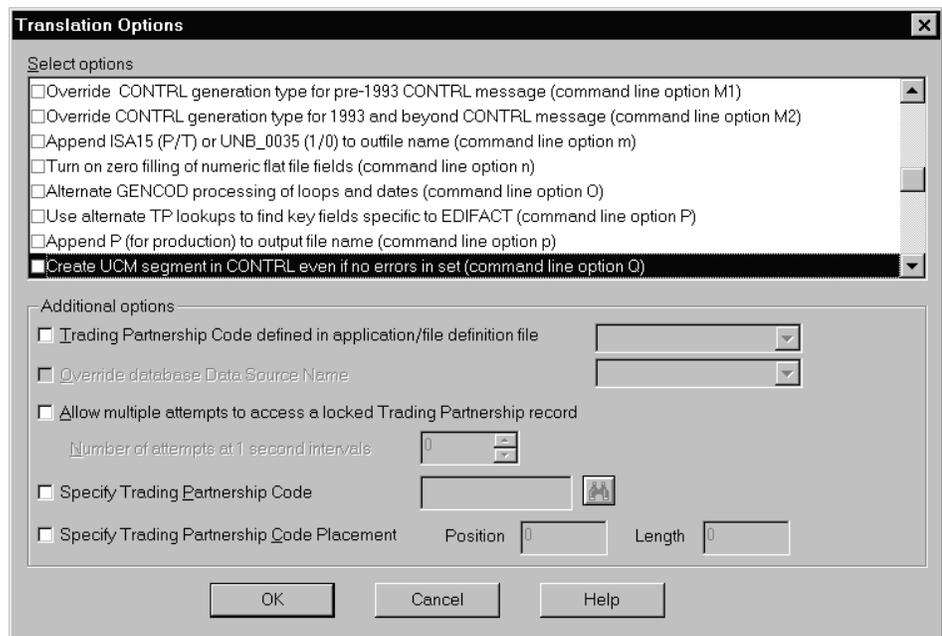 Translation Options
Select options
Override CONTRL generation type for pre-1993 CONTRL message (command line option M1)
Override CONTRL generation type for 1993 and beyond CONTRL message (command line option M2)
Append ISA15 (P/T) or UNB_0035 (1/0) to outfile name (command line option m)
Turn on zero filling of numeric flat file fields (command line option n)
Alternate GENCOD processing of loops and dates (command line option O)
Use alternate TP lookups to find key fields specific to EDIFACT (command line option P)
Append P (for production) to output file name (command line option p)
Create UCM segment in CONTRL even if no errors in set (command line option Q)
Additional options
Trading Partnership Code defined in application/file definition file
Override database Data Source Name
Allow multiple attempts to access a locked Trading Partnership record
Number of attempts at 1 second intervals 0
Specify Trading Partnership Code
Specify Trading Partnership Code Placement Position 0 Length 0
OK Cancel Help